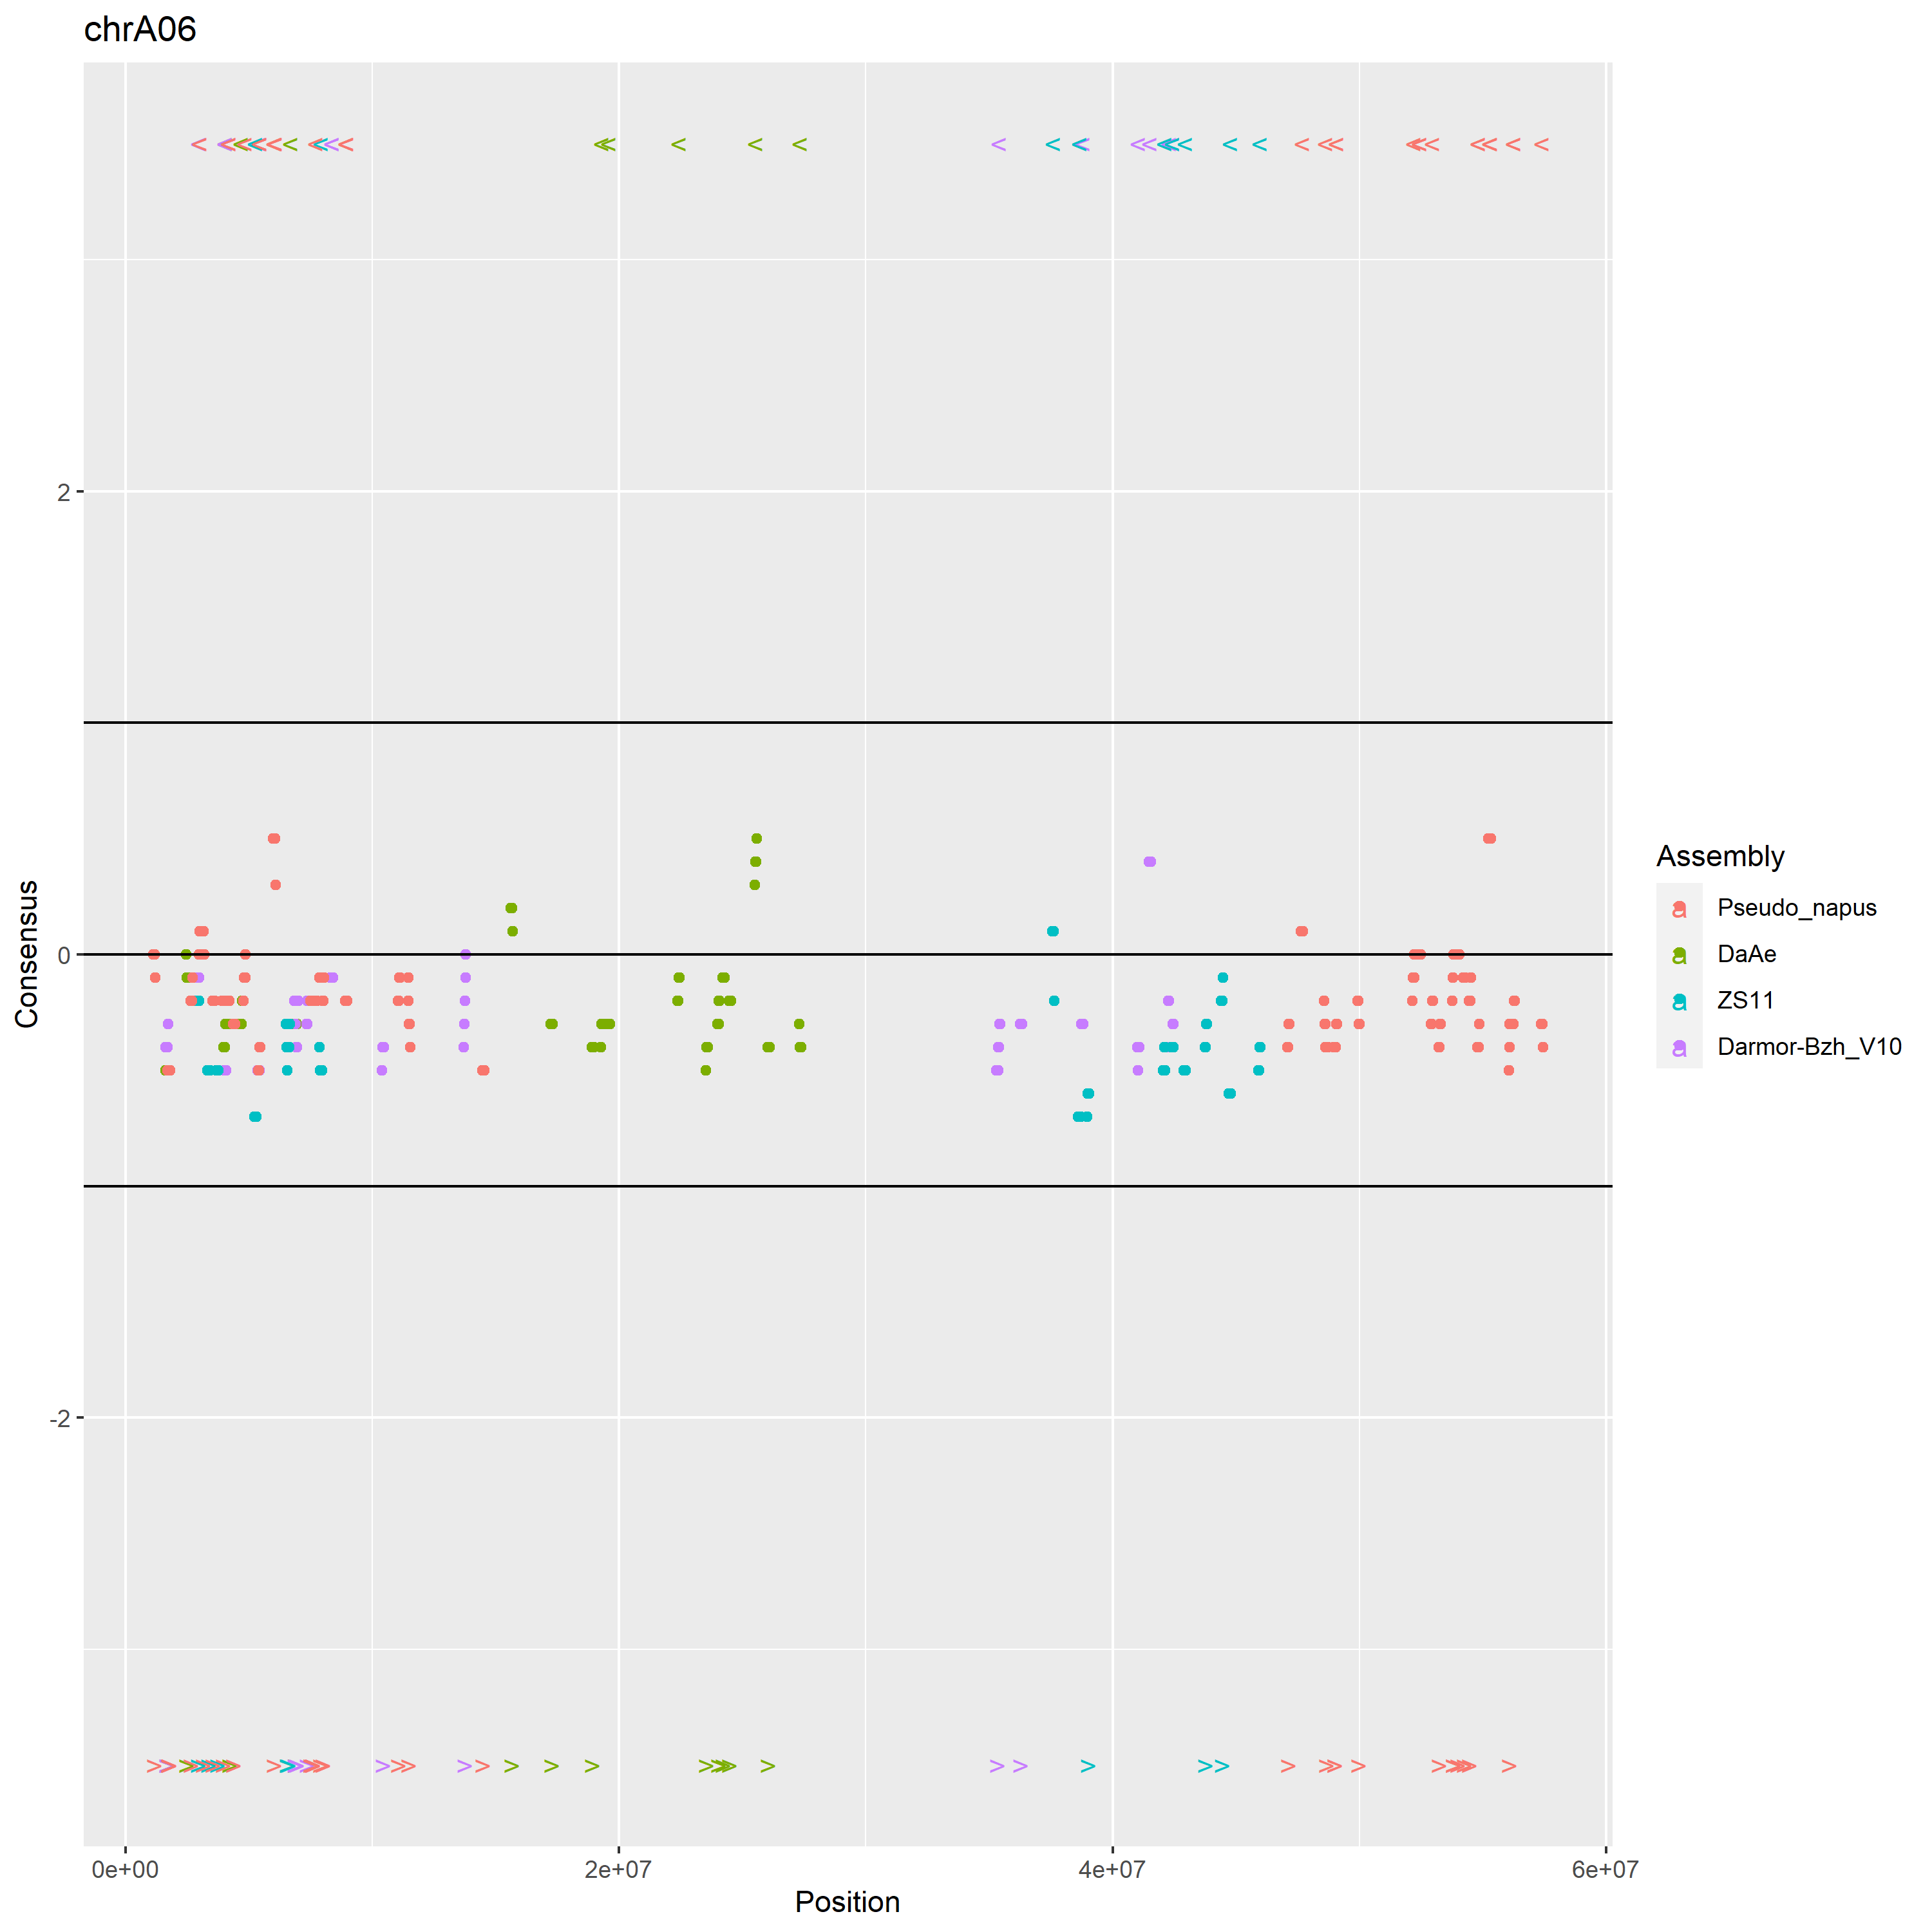 chrA06
2
0
-2
Consensus
0e+00
2e+07
4e+07
6e+07
Position
Assembly
a Pseudo_napus
a DaAe
a ZS11
a Darmor-Bzh_V10